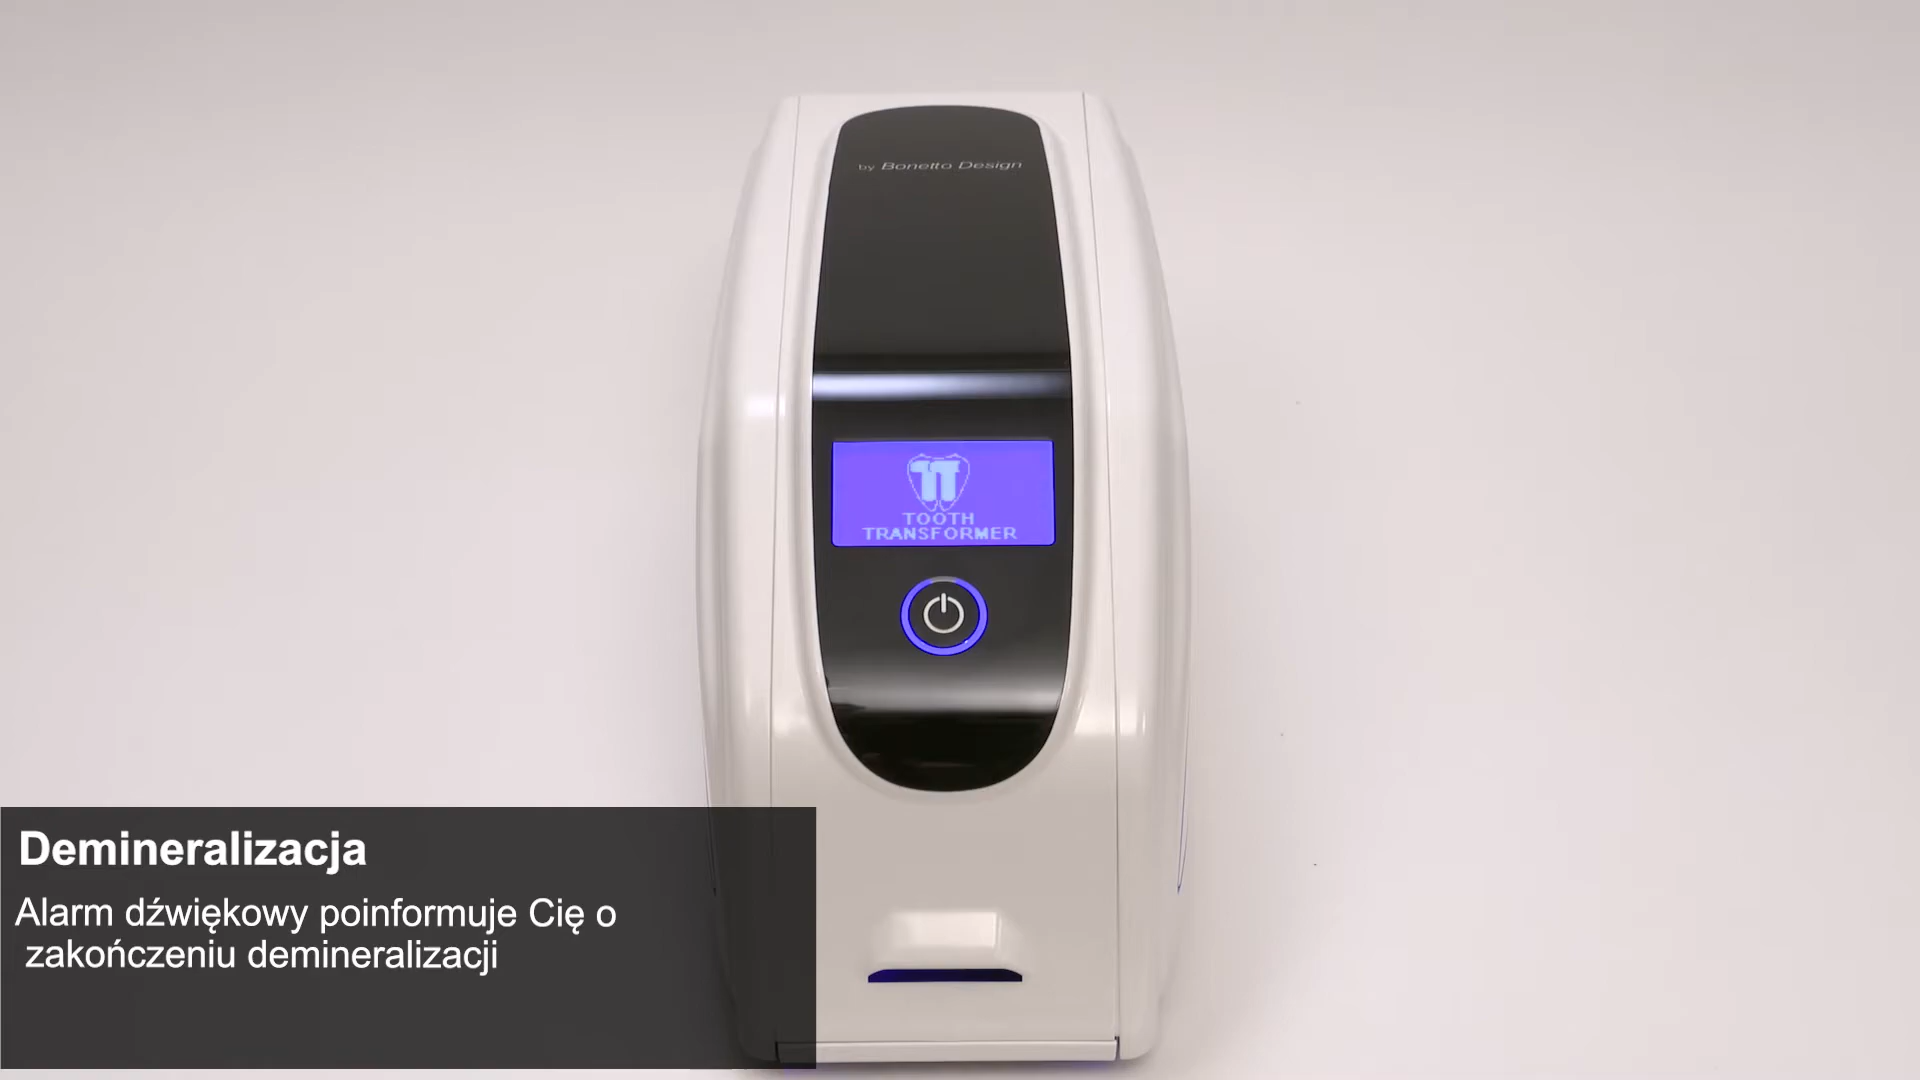 by Bonetto Design
TOOTH
TRANSFORMER
Demineralizacja
Alarm dźwiękowy poinformuje Cię o
zakończeniu demineralizacji